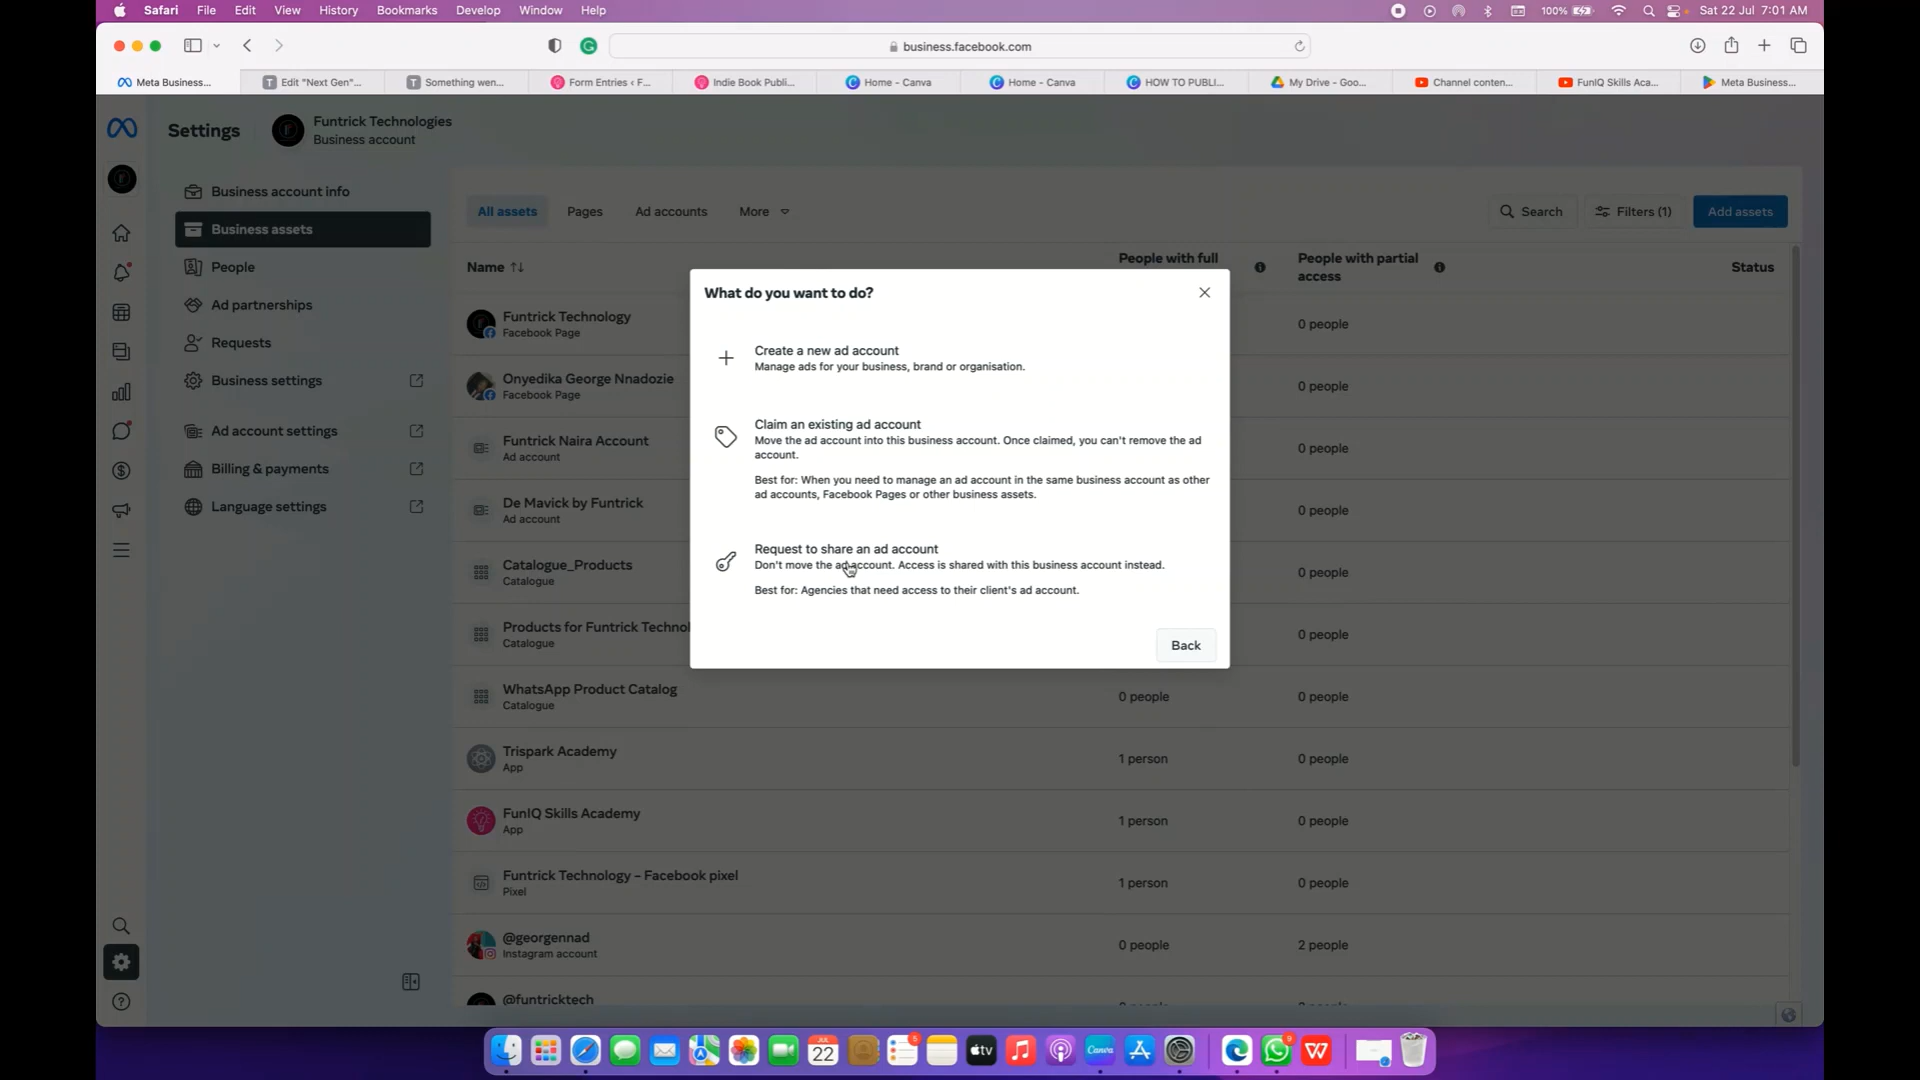 Safari File Edit View History Bookmarks Develop Window Help 100% Sat 22 Jul 7:01 AM
business.facebook.com
Meta Business... Edit "Next Gen"... Something wen... Form Entries ‹ F... Indie Book Publi... Home - Canva Home - Canva HOW TO PUBLI... My Drive - Goo... Channel conten... FunIQ Skills Aca... Meta Business...
Settings
Funtrick Technologies
Business account
Business account info
Business assets
People
Ad partnerships
Requests
Business settings
Ad account settings
Billing & payments
Language settings
All assets Pages Ad accounts More Search Filters (1) Add assets
Name People with full People with partial access Status
Funtrick Technology
Facebook Page
0 people
Onyedika George Nnadozie
Facebook Page
0 people
Funtrick Naira Account
Ad account
0 people
De Mavick by Funtrick
Ad account
0 people
Catalogue_Products
Catalogue
0 people
Products for Funtrick Technol
Catalogue
0 people
WhatsApp Product Catalog
Catalogue
0 people 0 people
Trispark Academy
App
1 person 0 people
FunIQ Skills Academy
App
1 person 0 people
Funtrick Technology – Facebook pixel
Pixel
1 person 0 people
@georgennad
Instagram account
0 people 2 people
@funtricktech
What do you want to do?
Create a new ad account
Manage ads for your business, brand or organisation.
Claim an existing ad account
Move the ad account into this business account. Once claimed, you can't remove the ad
account.
Best for: When you need to manage an ad account in the same business account as other
ad accounts, Facebook Pages or other business assets.
Request to share an ad account
Don't move the ad account. Access is shared with this business account instead.
Best for: Agencies that need access to their client's ad account.
Back
JUL
22
5
tv
Canva
9
W